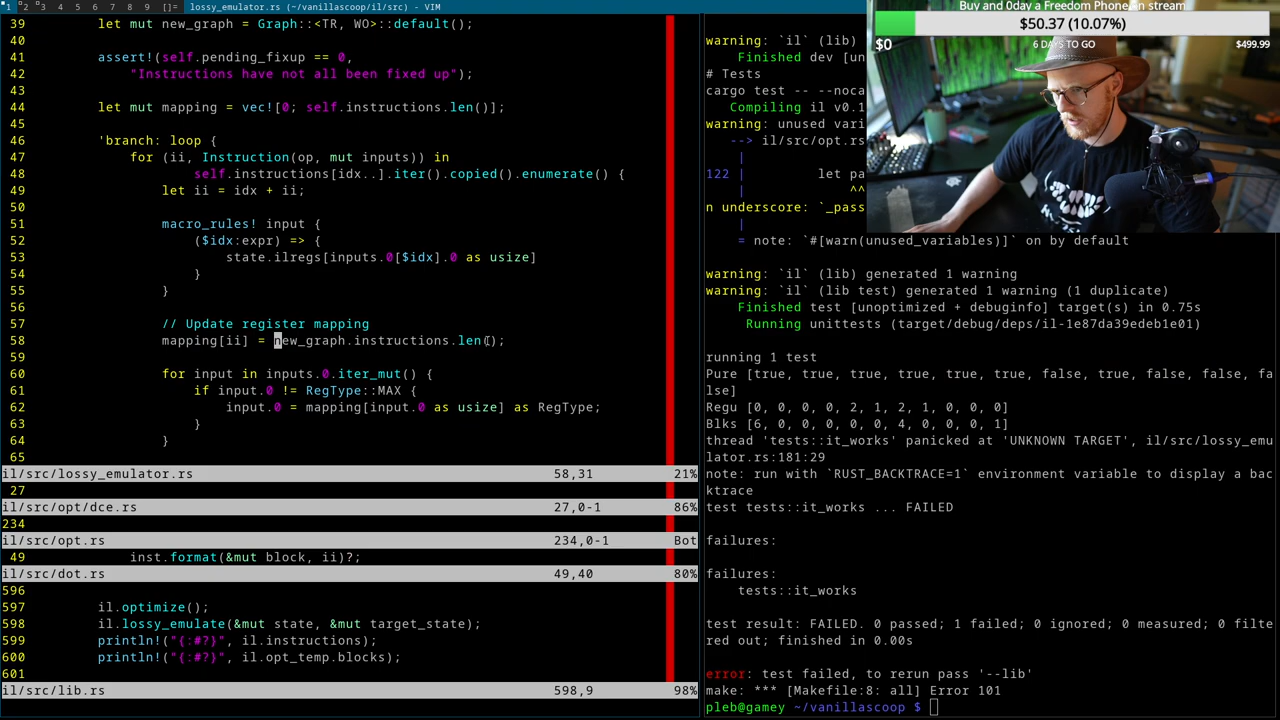 1 2 3 4 5 6 7 8 9 []= lossy_emulator.rs (~/vanillascoop/il/src) - VIM
39 let mut new_graph = Graph::<TR, WO>::default();
40
41 assert!(self.pending_fixup == 0,
42 "Instructions have not all been fixed up");
43
44 let mut mapping = vec![0; self.instructions.len()];
45
46 'branch: loop {
47 for (ii, Instruction(op, mut inputs)) in
48 self.instructions[idx..].iter().copied().enumerate() {
49 let ii = idx + ii;
50
51 macro_rules! input {
52 ($idx:expr) => {
53 state.ilregs[inputs.0[$idx].0 as usize]
54 }
55 }
56
57 // Update register mapping
58 mapping[ii] = new_graph.instructions.len();
59
60 for input in inputs.0.iter_mut() {
61 if input.0 != RegType::MAX {
62 input.0 = mapping[input.0 as usize] as RegType;
63 }
64 }
65
il/src/lossy_emulator.rs 58,31 21%
27
il/src/opt/dce.rs 27,0-1 86%
234
il/src/opt.rs 234,0-1 Bot
49 inst.format(&mut block, ii)?;
il/src/dot.rs 49,40 80%
596
597 il.optimize();
598 il.lossy_emulate(&mut state, &mut target_state);
599 println!("{:#?}", il.instructions);
600 println!("{:#?}", il.opt_temp.blocks);
601
il/src/lib.rs 598,9 98%
warning: `il` (lib)
Finished dev [un
# Tests
cargo test -- --noca
Compiling il v0.1
warning: unused vari
--> il/src/opt.rs
|
122 | let pa
| ^^
n underscore: `_pass
|
= note: `#[warn(unused_variables)]` on by default
warning: `il` (lib) generated 1 warning
warning: `il` (lib test) generated 1 warning (1 duplicate)
Finished test [unoptimized + debuginfo] target(s) in 0.75s
Running unittests (target/debug/deps/il-1e87da39edeb1e01)
running 1 test
Pure [true, true, true, true, true, true, false, true, false, false, fa
lse]
Regu [0, 0, 0, 0, 2, 1, 2, 1, 0, 0, 0]
Blks [6, 0, 0, 0, 0, 0, 4, 0, 0, 0, 1]
thread 'tests::it_works' panicked at 'UNKNOWN TARGET', il/src/lossy_emu
lator.rs:181:29
note: run with `RUST_BACKTRACE=1` environment variable to display a bac
ktrace
test tests::it_works ... FAILED
failures:
failures:
tests::it_works
test result: FAILED. 0 passed; 1 failed; 0 ignored; 0 measured; 0 filte
red out; finished in 0.00s
error: test failed, to rerun pass '--lib'
make: *** [Makefile:8: all] Error 101
pleb@gamey ~/vanillascoop $
Buy and 0day a Freedom Phone on stream
$50.37 (10.07%)
$0 6 DAYS TO GO $499.99